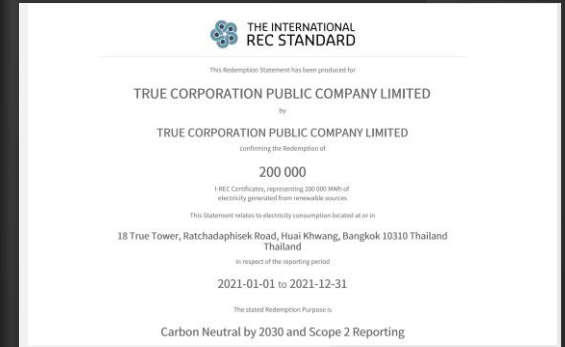 THE INTERNATIONAL
REC STANDARD
This Redemption Statement has been produced for
TRUE CORPORATION PUBLIC COMPANY LIMITED
by
TRUE CORPORATION PUBLIC COMPANY LIMITED
confirming the Redemption of
200 000
I-REC Certificates, representing 200 000 MWh of
electricity generated from renewable sources
This Statement relates to electricity consumption located at or in
18 True Tower, Ratchadaphisek Road, Huai Khwang, Bangkok 10310 Thailand
Thailand
in respect of the reporting period
2021-01-01 to 2021-12-31
The stated Redemption Purpose is
Carbon Neutral by 2030 and Scope 2 Reporting